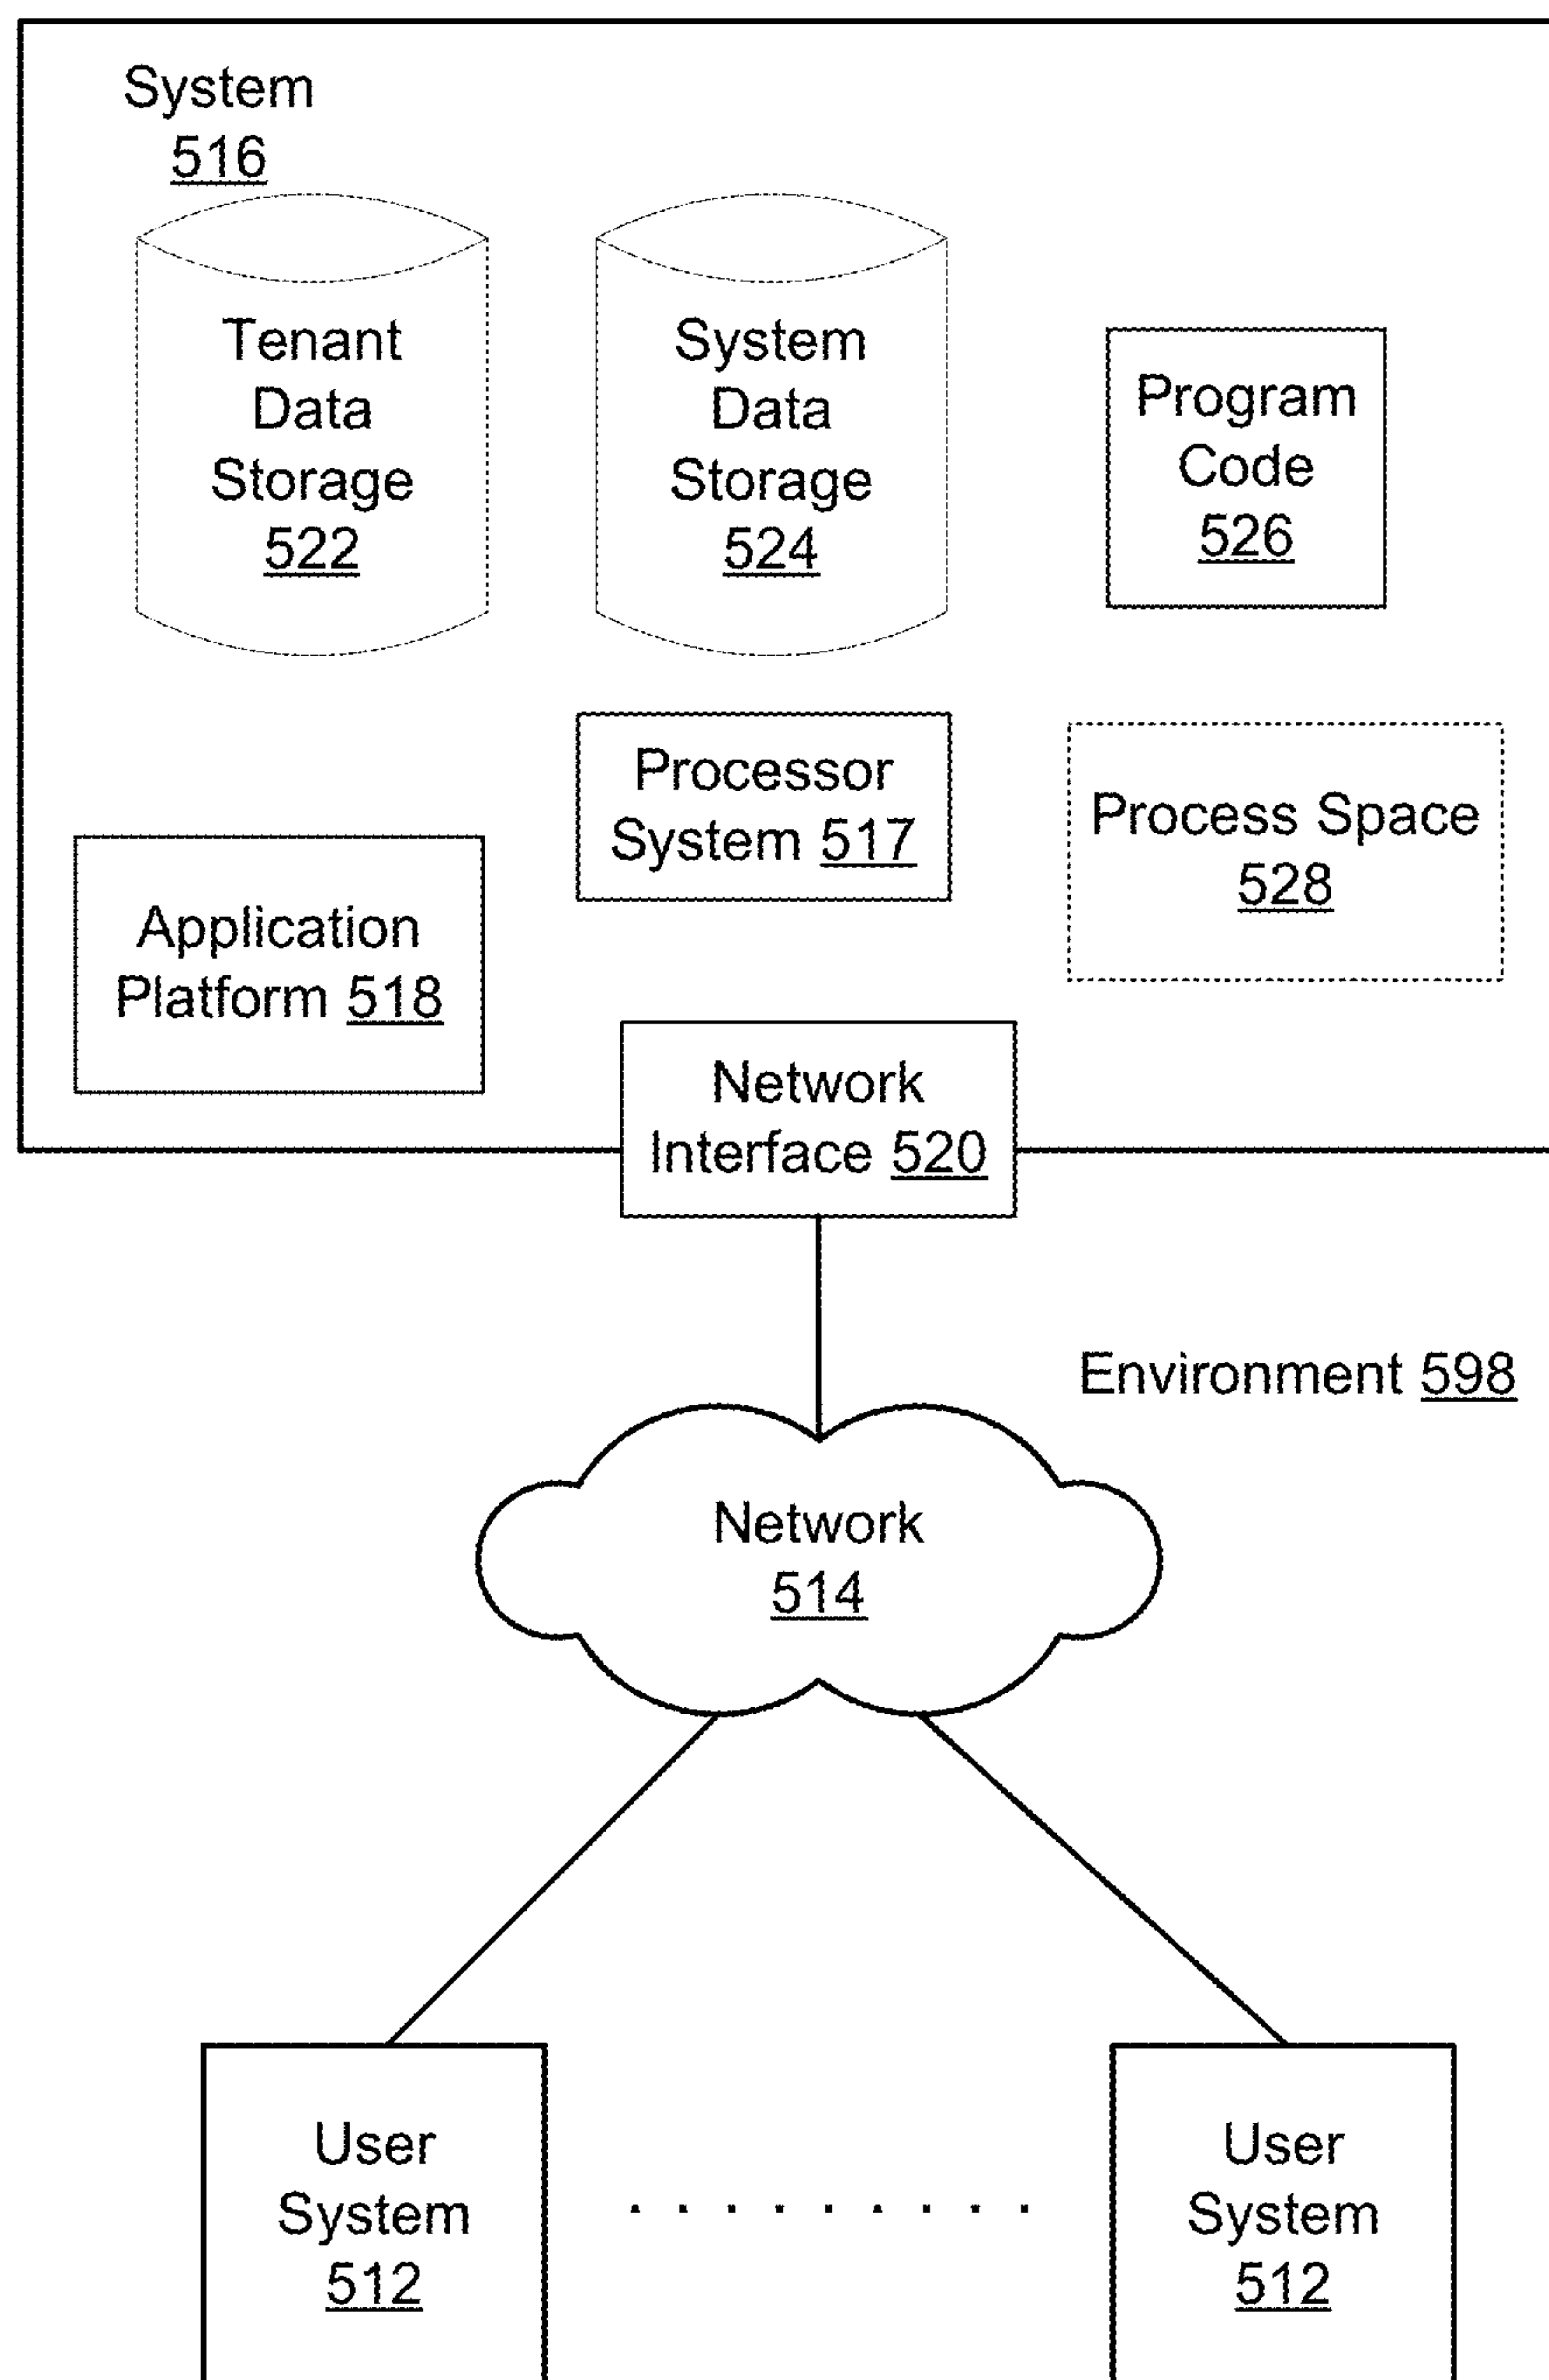 System
516
Tenant
Data
Storage
522
System
Data
Storage
524
Program
Code
526
Processor
System 517
Process Space
528
Application
Platform 518
Network
Interface 520
Environment 598
Network
514
User
System
512
User
System
512